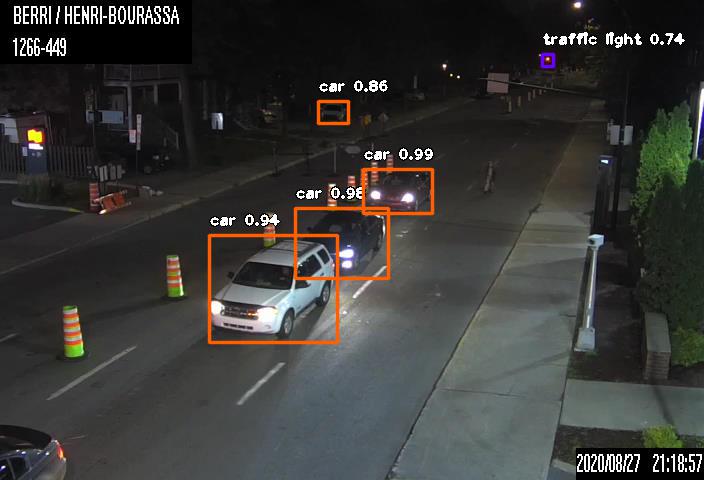 BERRI / HENRI-BOURASSA
1266-449
traffic light 0.74
car 0.86
car 0.99
car 0.98
car 0.94
2020/08/27 21:18:57